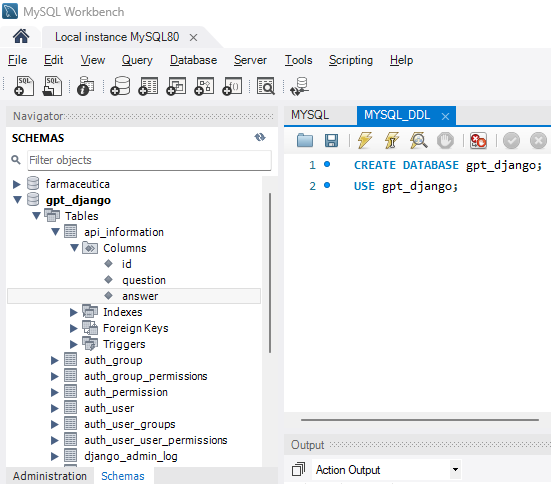 MySQL Workbench
Local instance MySQL80
File Edit View Query Database Server Tools Scripting Help
SQL SQL
Navigator
SCHEMAS
Filter objects
farmaceutica
gpt_django
Tables
api_information
Columns
id
question
answer
Indexes
Foreign Keys
Triggers
auth_group
auth_group_permissions
auth_permission
auth_user
auth_user_groups
auth_user_user_permissions
django_admin_log
Administration Schemas
MYSQL MYSQL_DDL
1 CREATE DATABASE gpt_django;
2 USE gpt_django;
Output
Action Output